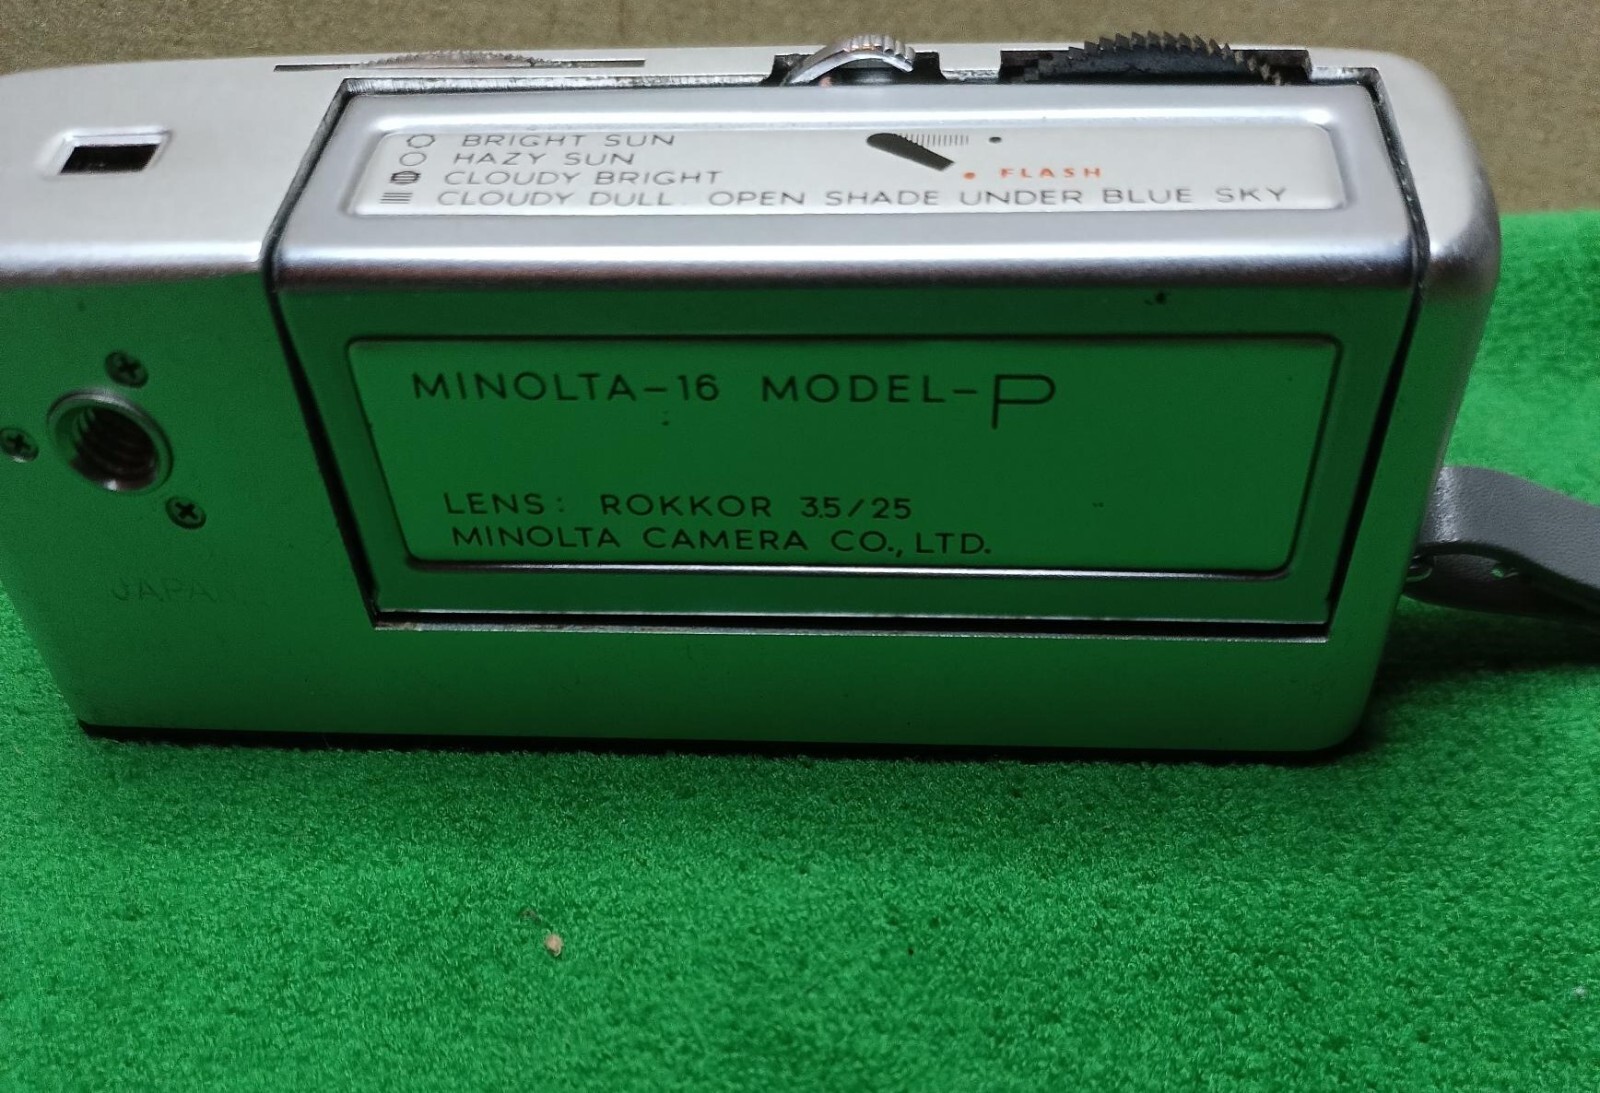 BRIGHT SUN
HAZY SUN
CLOUDY BRIGHT
CLOUDY DULL. OPEN SHADE UNDER BLUE SKY
FLASH
MINOLTA-16 MODEL-P
LENS: ROKKOR 3.5/25
MINOLTA CAMERA CO., LTD.
JAPAN